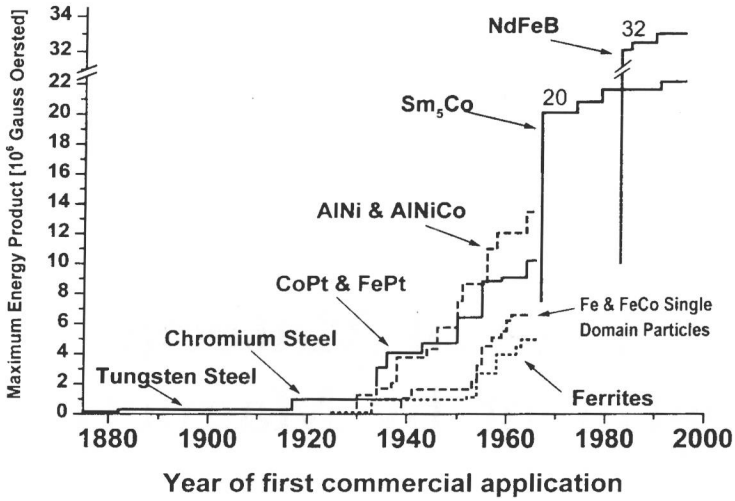 Maximum Energy Product [10⁶ Gauss Oersted]
34
32
22
20
18
16
14
12
10
8
6
4
2
1
0
NdFeB
32
Sm₅Co
20
AlNi & AlNiCo
CoPt & FePt
Fe & FeCo Single
Domain Particles
Chromium Steel
Tungsten Steel
Ferrites
1880 1900 1920 1940 1960 1980 2000
Year of first commercial application